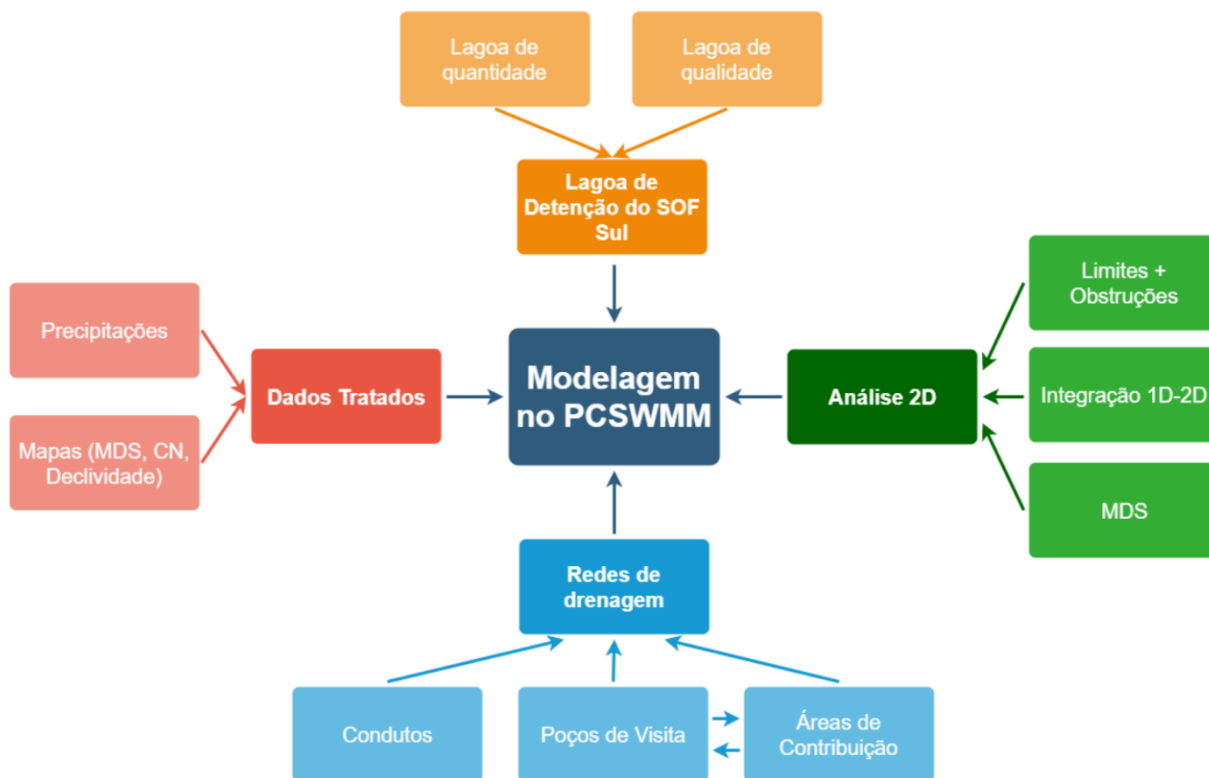 Lagoa de
quantidade
Lagoa de
qualidade
Lagoa de
Detenção do SOF
Sul
Limites +
Obstruções
Precipitações
Modelagem
no PCSWMM
Dados Tratados
Análise 2D
Integração 1D-2D
Mapas (MDS, CN,
Declividade)
MDS
Redes de
drenagem
Condutos
Poços de Visita
Áreas de
Contribuição